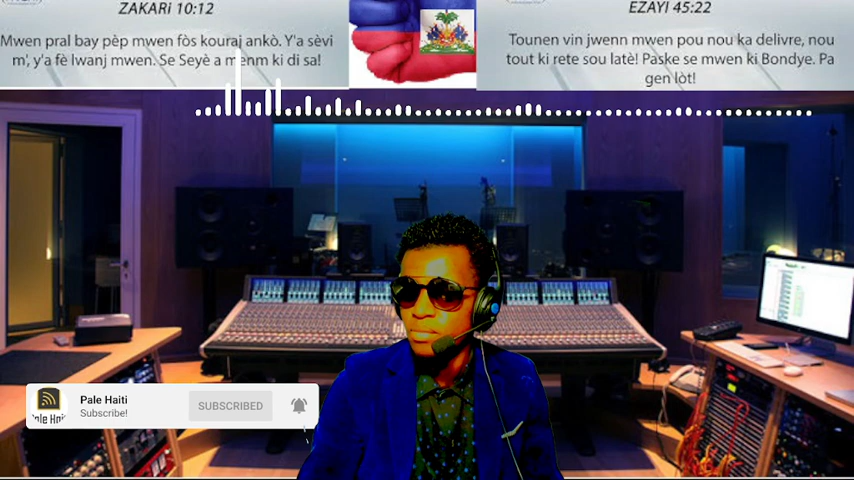 ZAKARI 10:12
Mwen pral bay pèp mwen fòs kouraj ankò. Y'a sèvi
m', y'a fè lwanj mwen. Se Seyè a menm ki di sa!
EZAYI 45:22
Tounen vin jwenn mwen pou nou ka delivre, nou
tout ki rete sou latè! Paske se mwen ki Bondye. Pa
gen lòt!
Pale Haiti
Subscribe!
SUBSCRIBED